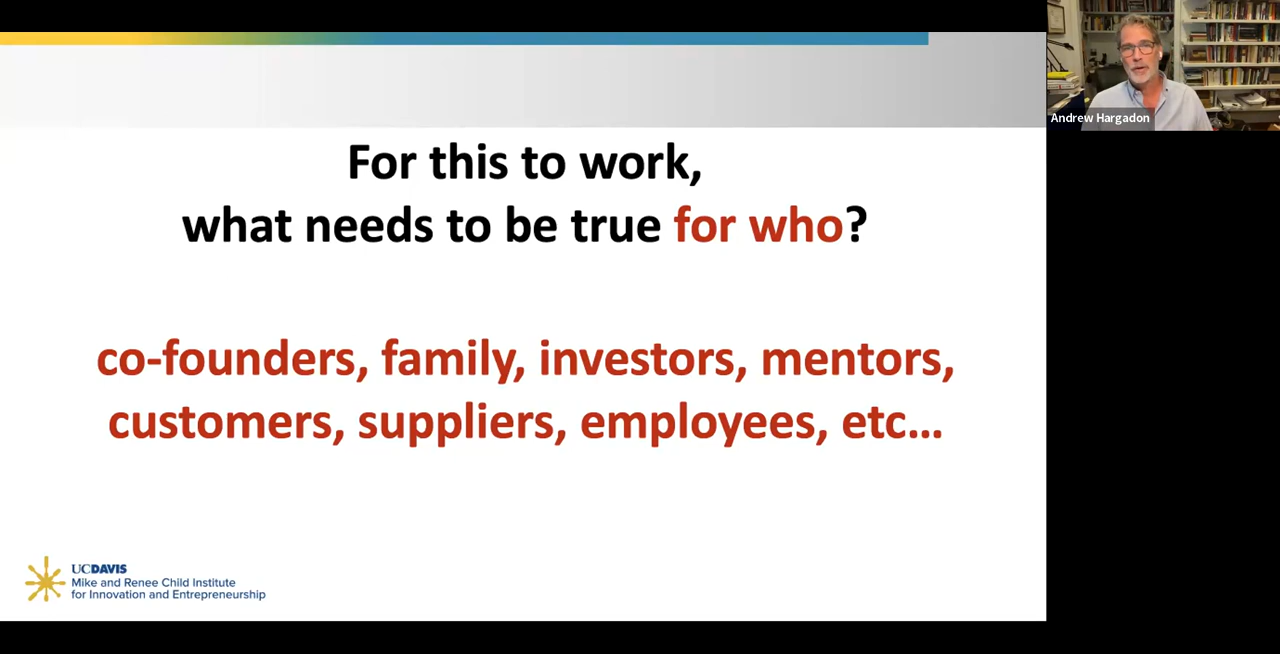 For this to work,
what needs to be true for who?
co-founders, family, investors, mentors,
customers, suppliers, employees, etc...
UCDAVIS
Mike and Renee Child Institute
for Innovation and Entrepreneurship
Andrew Hargadon